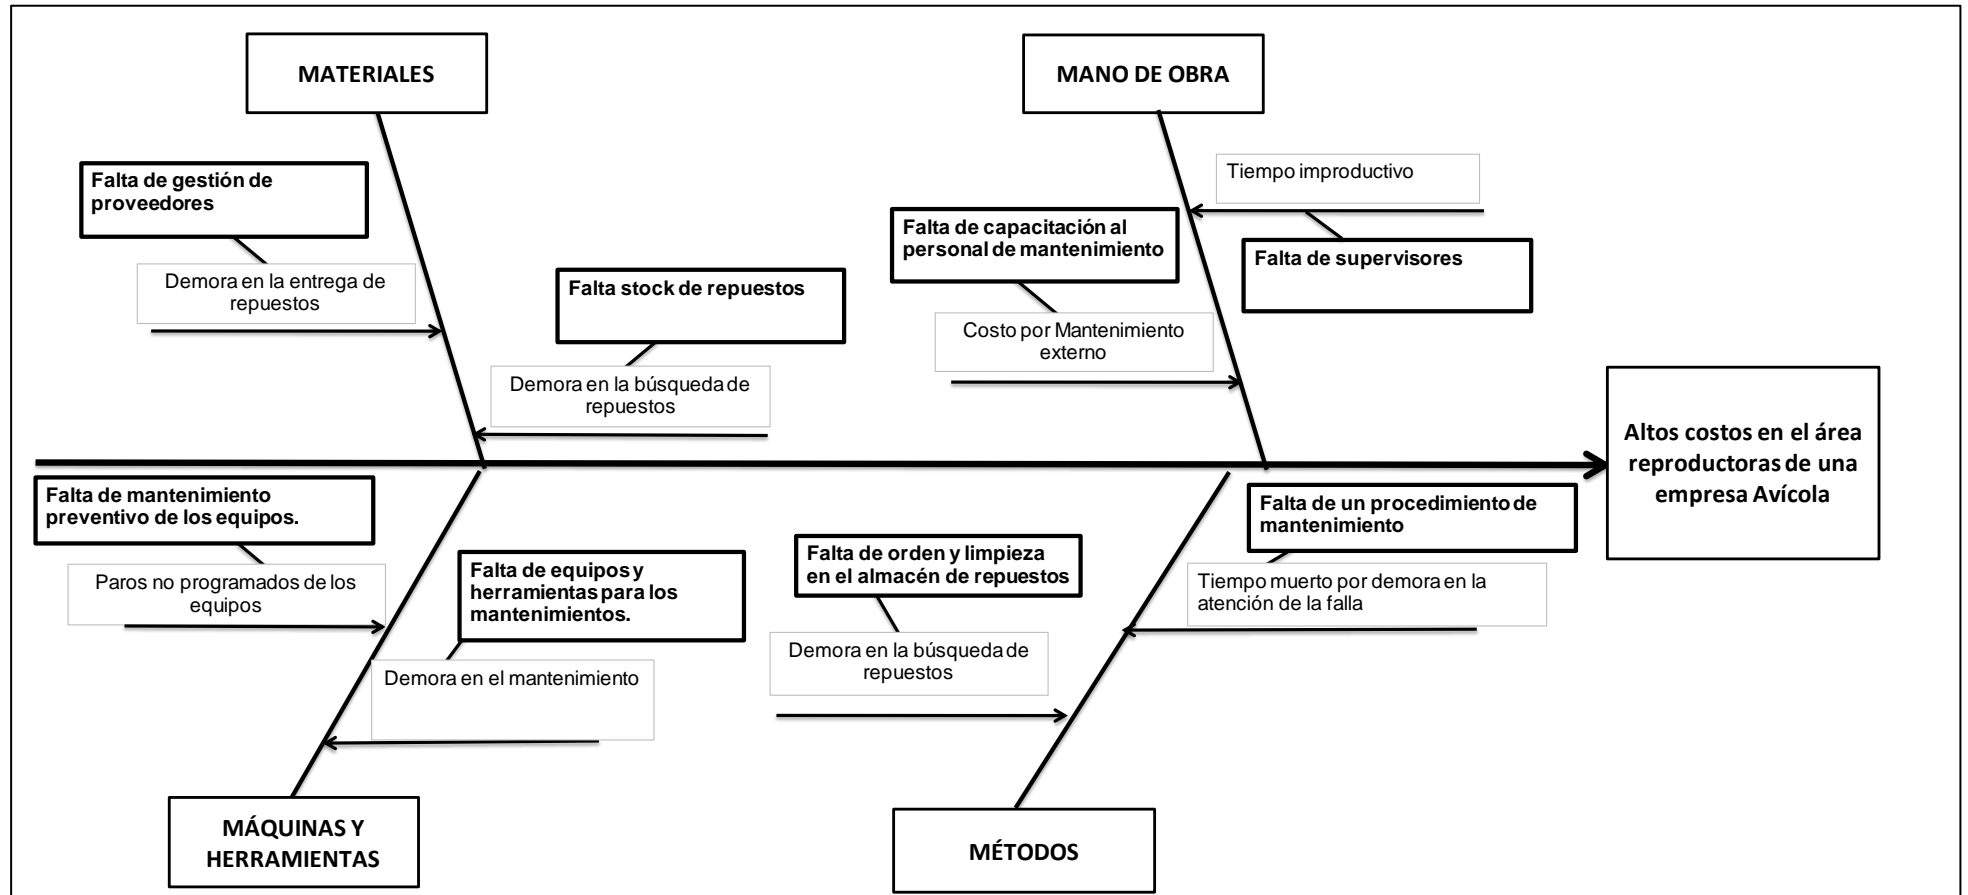 MATERIALES
MANO DE OBRA
Falta de gestión de
proveedores
Demora en la entrega de
repuestos
Falta stock de repuestos
Demora en la búsqueda de
repuestos
Tiempo improductivo
Falta de capacitación al
personal de mantenimiento
Falta de supervisores
Costo por Mantenimiento
externo
Altos costos en el área
reproductoras de una
empresa Avícola
Falta de mantenimiento
preventivo de los equipos.
Paros no programados de los
equipos
Falta de equipos y
herramientas para los
mantenimientos.
Demora en el mantenimiento
Falta de orden y limpieza
en el almacén de repuestos
Demora en la búsqueda de
repuestos
Falta de un procedimiento de
mantenimiento
Tiempo muerto por demora en la
atención de la falla
MÁQUINAS Y
HERRAMIENTAS
MÉTODOS